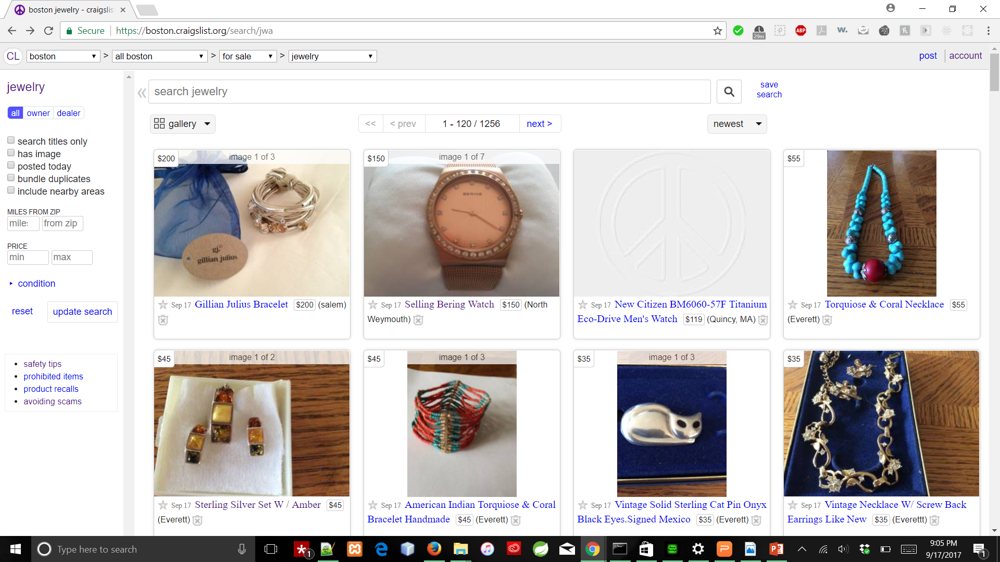 boston jewelry - craigslis
Secure https://boston.craigslist.org/search/jwa
ABP
29m
w.
CL boston > all boston > for sale > jewelry post account
jewelry
all owner dealer
search titles only
has image
posted today
bundle duplicates
include nearby areas
MILES FROM ZIP
miles from zip
PRICE
min max
condition
reset update search
safety tips
prohibited items
product recalls
avoiding scams
search jewelry
save
search
gallery << < prev 1 - 120 / 1256 next > newest
$200 image 1 of 3
gj.©
gillian julius
Sep 17 Gillian Julius Bracelet $200 (salem)
$150 image 1 of 7
BERING
Sep 17 Selling Bering Watch $150 (North
Weymouth)
Sep 17 New Citizen BM6060-57F Titanium
Eco-Drive Men's Watch $119 (Quincy, MA)
$55
Sep 17 Torquiose & Coral Necklace $55
(Everett)
$45 image 1 of 2
Sep 17 Sterling Silver Set W / Amber $45
(Everett)
$45 image 1 of 3
Sep 17 American Indian Torquiose & Coral
Bracelet Handmade $45 (Everett)
$35 image 1 of 3
Sep 17 Vintage Solid Sterling Cat Pin Onyx
Black Eyes.Signed Mexico $35 (Everett)
$35
Sep 17 Vintage Necklace W/ Screw Back
Earrings Like New $35 (Everettt)
Type here to search
1
9:05 PM
9/17/2017
1